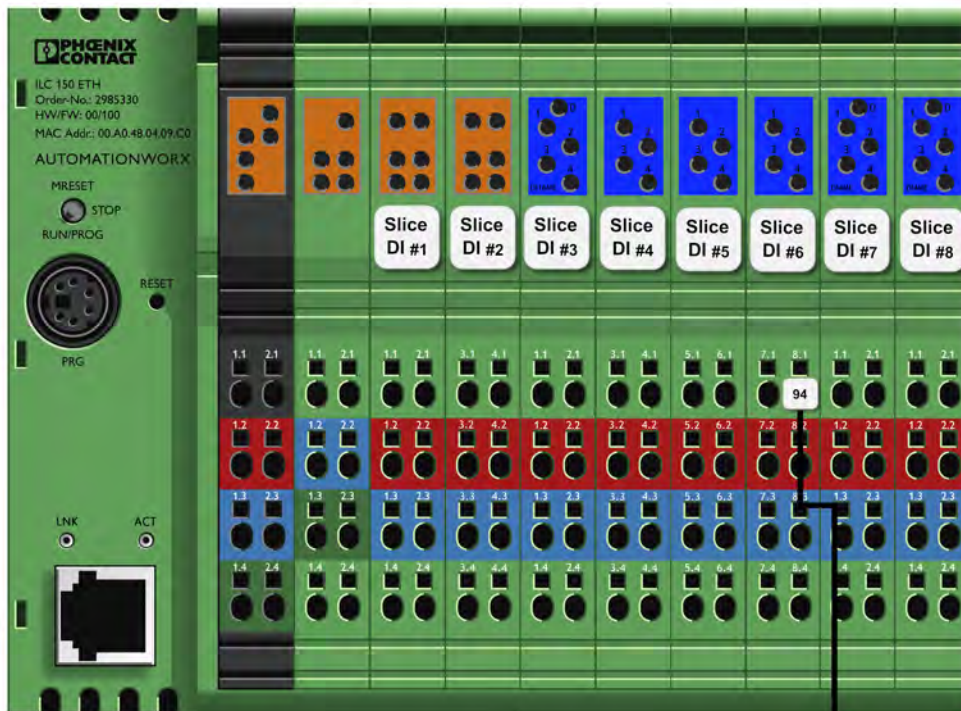 PHŒNIX
CONTACT
ILC 150 ETH
Order-No.: 2985330
HW/FW: 00/100
MAC Addr.: 00.A0.48.04.09.C0
AUTOMATIONWORX
MRESET
STOP
RUN/PROG
RESET
PRG
LNK
ACT
Slice DI #1
Slice DI #2
Slice DI #3
Slice DI #4
Slice DI #5
Slice DI #6
Slice DI #7
Slice DI #8
1.1 2.1 1.1 2.1 1.1 2.1 3.1 4.1 1.1 2.1 3.1 4.1 5.1 6.1 7.1 8.1 1.1 2.1 1.1 2.1
94
1.2 2.2 1.2 2.2 1.2 2.2 3.2 4.2 1.2 2.2 3.2 4.2 5.2 6.2 7.2 8.2 1.2 2.2 1.2 2.2
1.3 2.3 1.3 2.3 1.3 2.3 3.3 4.3 1.3 2.3 3.3 4.3 5.3 6.3 7.3 8.3 1.3 2.3 1.3 2.3
1.4 2.4 1.4 2.4 1.4 2.4 3.4 4.4 1.4 2.4 3.4 4.4 5.4 6.4 7.4 8.4 1.4 2.4 1.4 2.4